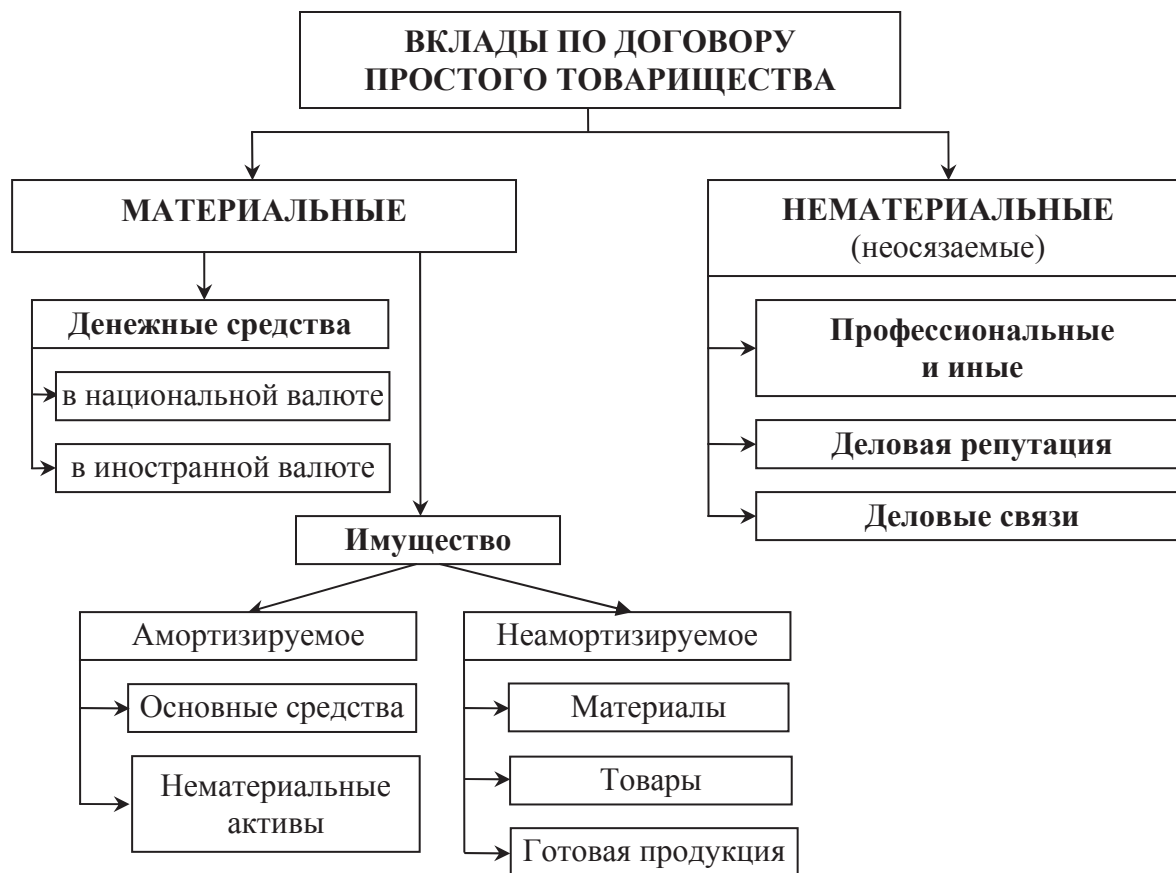 ВКЛАДЫ ПО ДОГОВОРУ
ПРОСТОГО ТОВАРИЩЕСТВА
МАТЕРИАЛЬНЫЕ
НЕМАТЕРИАЛЬНЫЕ
(неосязаемые)
Денежные средства
в национальной валюте
в иностранной валюте
Профессиональные
и иные
Деловая репутация
Деловые связи
Имущество
Амортизируемое
Основные средства
Нематериальные
активы
Неамортизируемое
Материалы
Товары
Готовая продукция